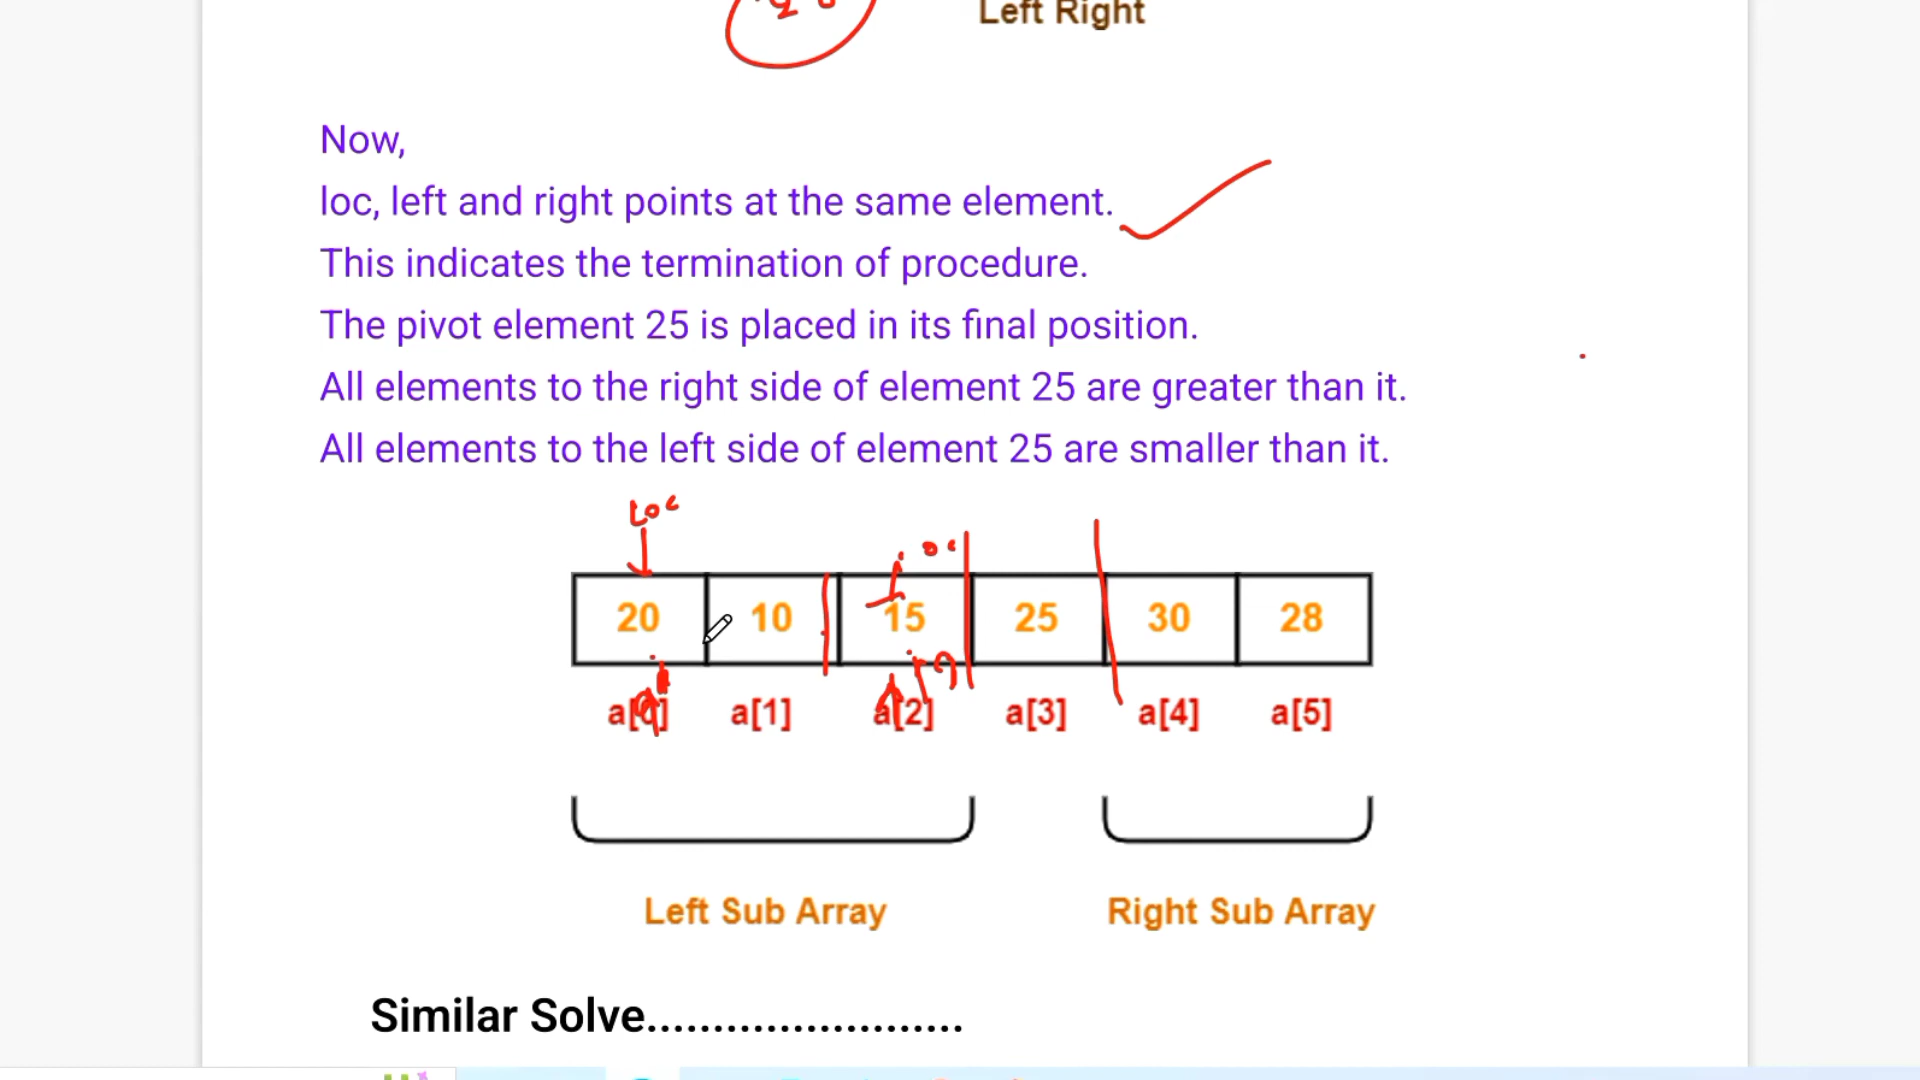 Left Right
Now,
loc, left and right points at the same element.
This indicates the termination of procedure.
The pivot element 25 is placed in its final position.
All elements to the right side of element 25 are greater than it.
All elements to the left side of element 25 are smaller than it.
Loc
20 10 15 25 30 28
a[1] a[2] a[3] a[4] a[5]
Left Sub Array Right Sub Array
Similar Solve........................